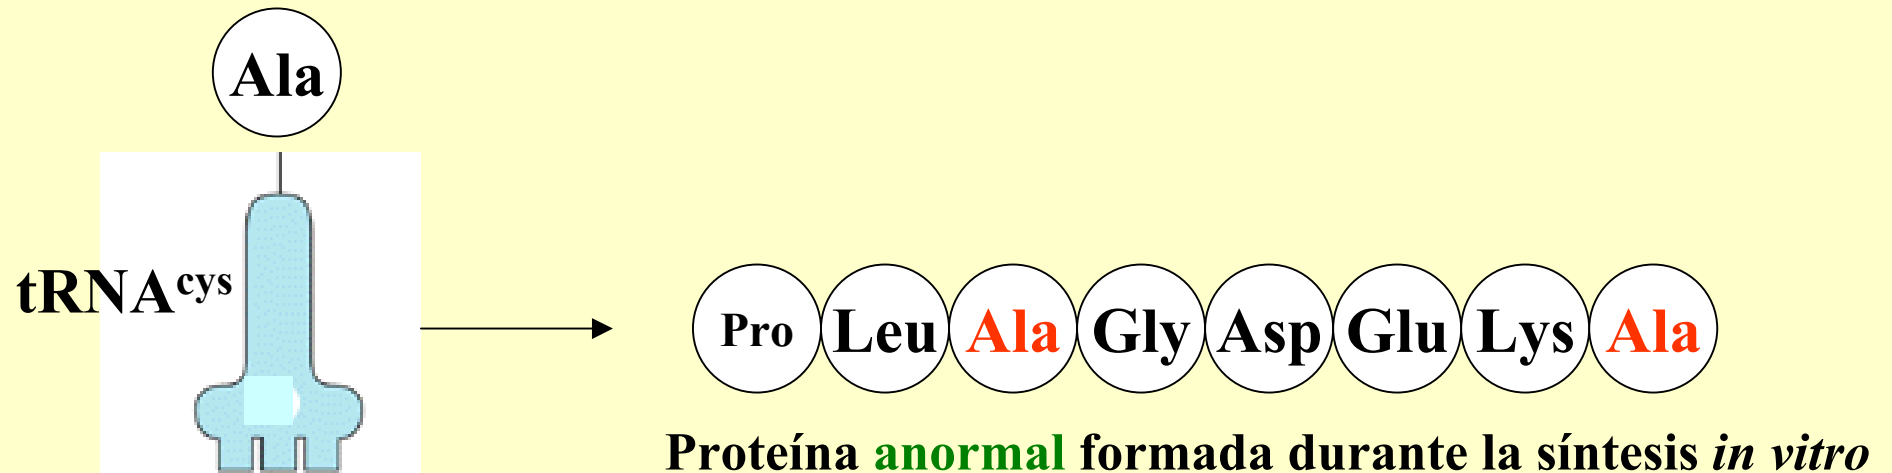 Ala
tRNAcys
Pro Leu Ala Gly Asp Glu Lys Ala
Proteína anormal formada durante la síntesis in vitro